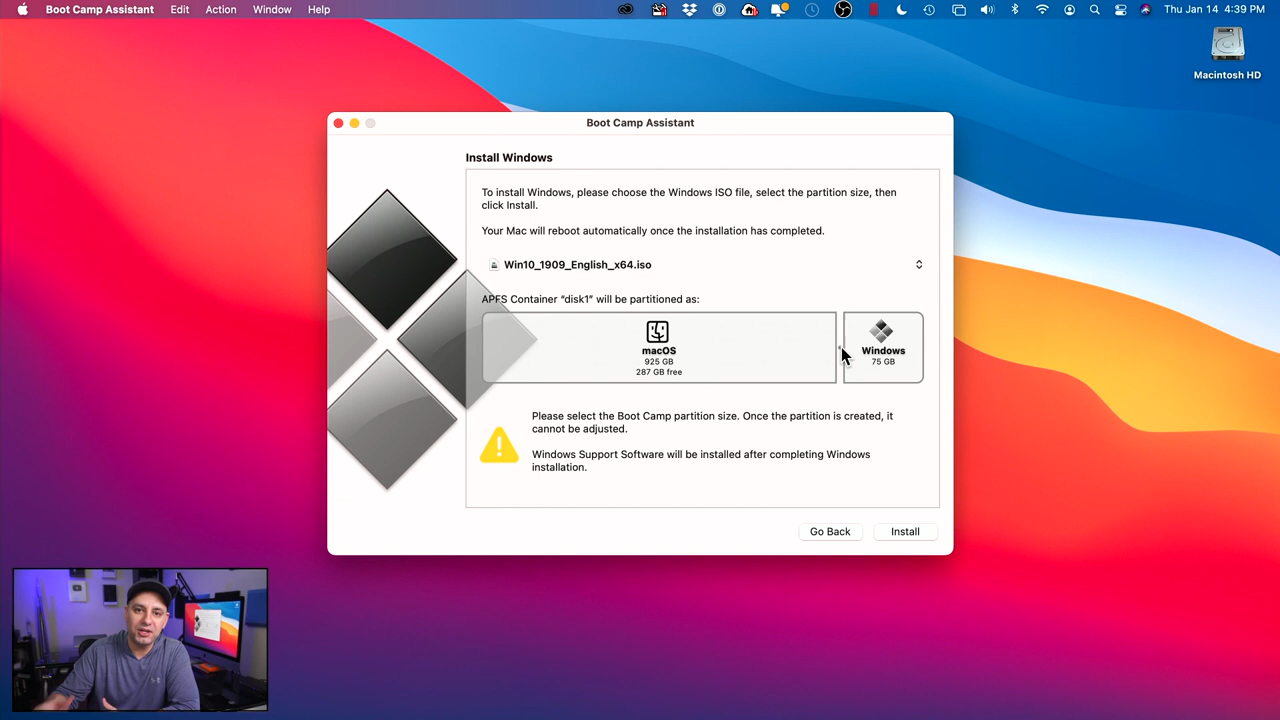 Boot Camp Assistant Edit Action Window Help
Thu Jan 14 4:39 PM
Macintosh HD
Boot Camp Assistant
Install Windows
To install Windows, please choose the Windows ISO file, select the partition size, then
click Install.
Your Mac will reboot automatically once the installation has completed.
Win10_1909_English_x64.iso
APFS Container “disk1” will be partitioned as:
macOS
925 GB
287 GB free
Windows
75 GB
Please select the Boot Camp partition size. Once the partition is created, it
cannot be adjusted.
Windows Support Software will be installed after completing Windows
installation.
Go Back
Install